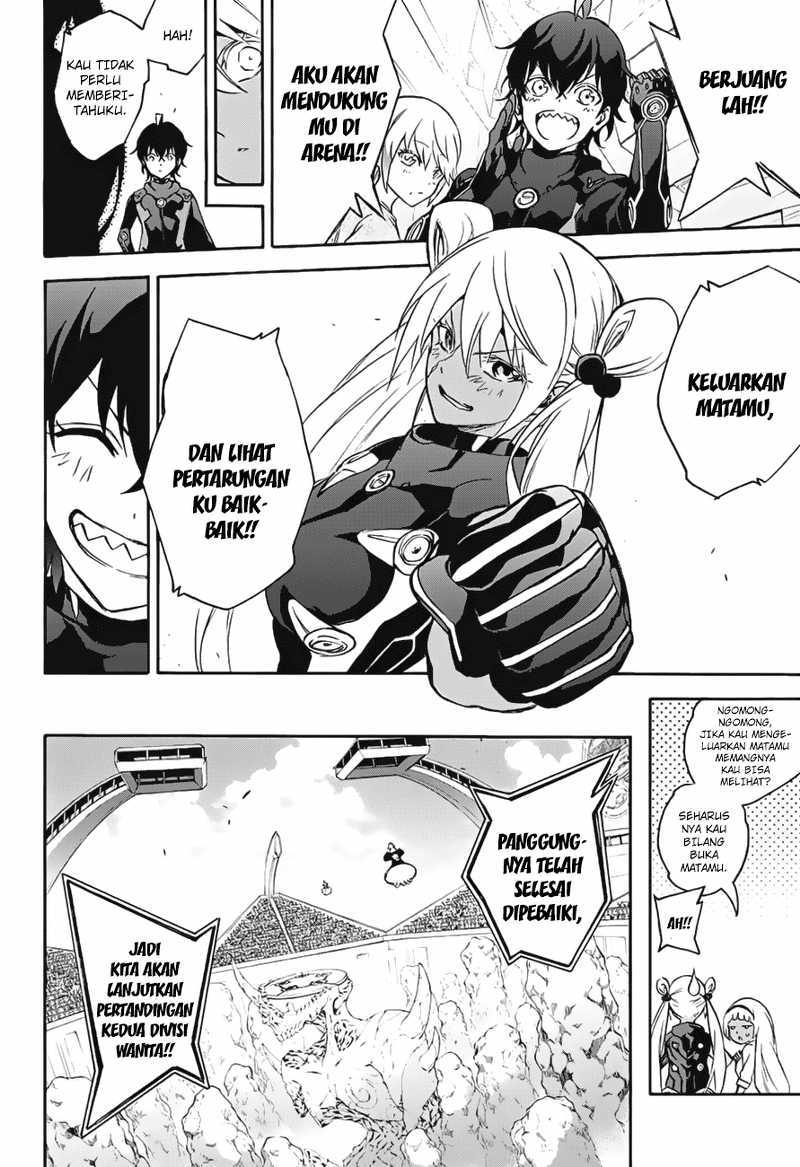 BERJUANG
LAH!!
AKU AKAN
MENDUKUNG
MU DI
ARENA!!
HAH!
KAU TIDAK
PERLU
MEMBERI-
TAHUKU.
KELUARKAN
MATAMU,
DAN LIHAT
PERTARUNGAN
KU BAIK-
BAIK!!
NGOMONG-
NGOMONG,
JIKA KAU MENGE-
LUARKAN MATAMU
MEMANGNYA
KAU BISA
MELIHAT?
SEHARUS
NYA KAU
BILANG
BUKA
MATAMU.
AH!!
PANGGUNG-
NYA TELAH
SELESAI
DIPEBAIKI,
JADI
KITA AKAN
LANJUTKAN
PERTANDINGAN
KEDUA DIVISI
WANITA!!